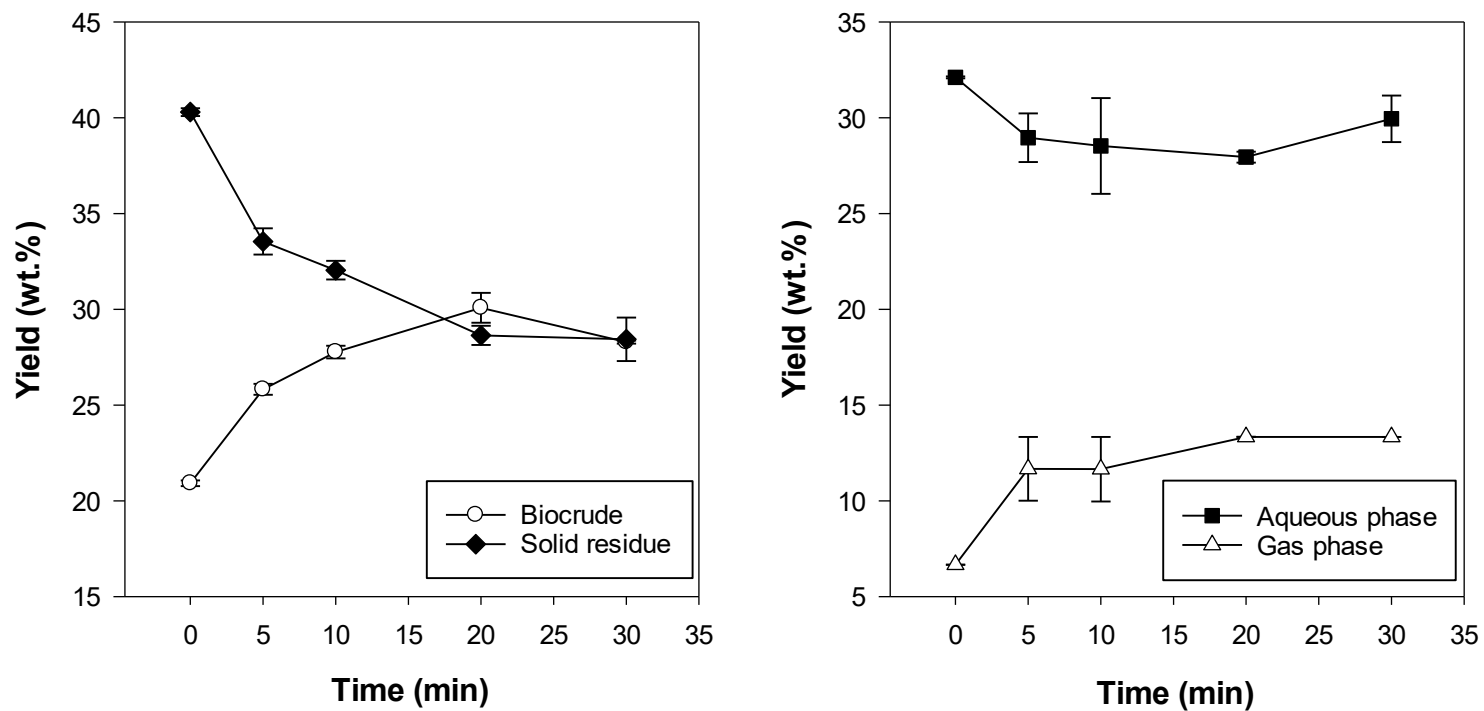 45
40
35
30
25
20
15
Yield (wt.%)
0 5 10 15 20 25 30 35
Time (min)
Biocrude
Solid residue
35
30
25
20
15
10
5
Yield (wt.%)
0 5 10 15 20 25 30 35
Time (min)
Aqueous phase
Gas phase